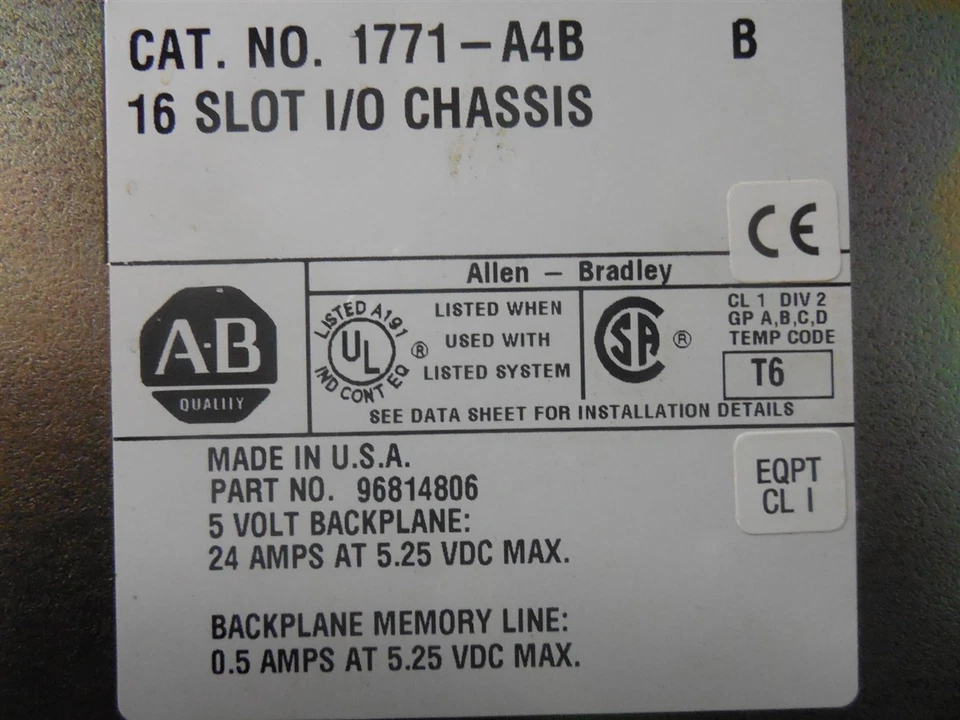 CAT. NO. 1771-A4B B
16 SLOT I/O CHASSIS
CE
Allen - Bradley
A·B
QUALITY
LISTED A191
UL ®
IND CONT EQ
LISTED WHEN
USED WITH
LISTED SYSTEM
SA ®
CL 1 DIV 2
GP A,B,C,D
TEMP CODE
T6
SEE DATA SHEET FOR INSTALLATION DETAILS
MADE IN U.S.A.
PART NO. 96814806
5 VOLT BACKPLANE:
24 AMPS AT 5.25 VDC MAX.
EQPT
CL I
BACKPLANE MEMORY LINE:
0.5 AMPS AT 5.25 VDC MAX.